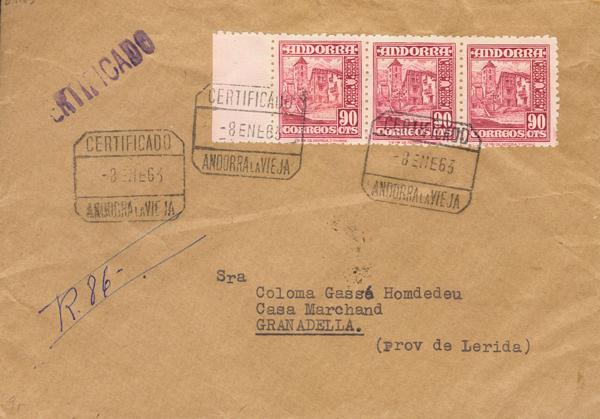 CERTIFICADO
ANDORRA
90
CORREOS CTS
ANDORRA
90
CORREOS CTS
ANDORRA
90
CORREOS CTS
CERTIFICADO
-8 ENE 63
ANDORRA LA VIEJA
CERTIFICADO
-8 ENE 63
ANDORRA LA VIEJA
CERTIFICADO
-8 ENE 63
ANDORRA LA VIEJA
R. 86-
Sra
Coloma Gassé Homdedeu
Casa Marchand
GRANADELLA.
(prov de Lerida)